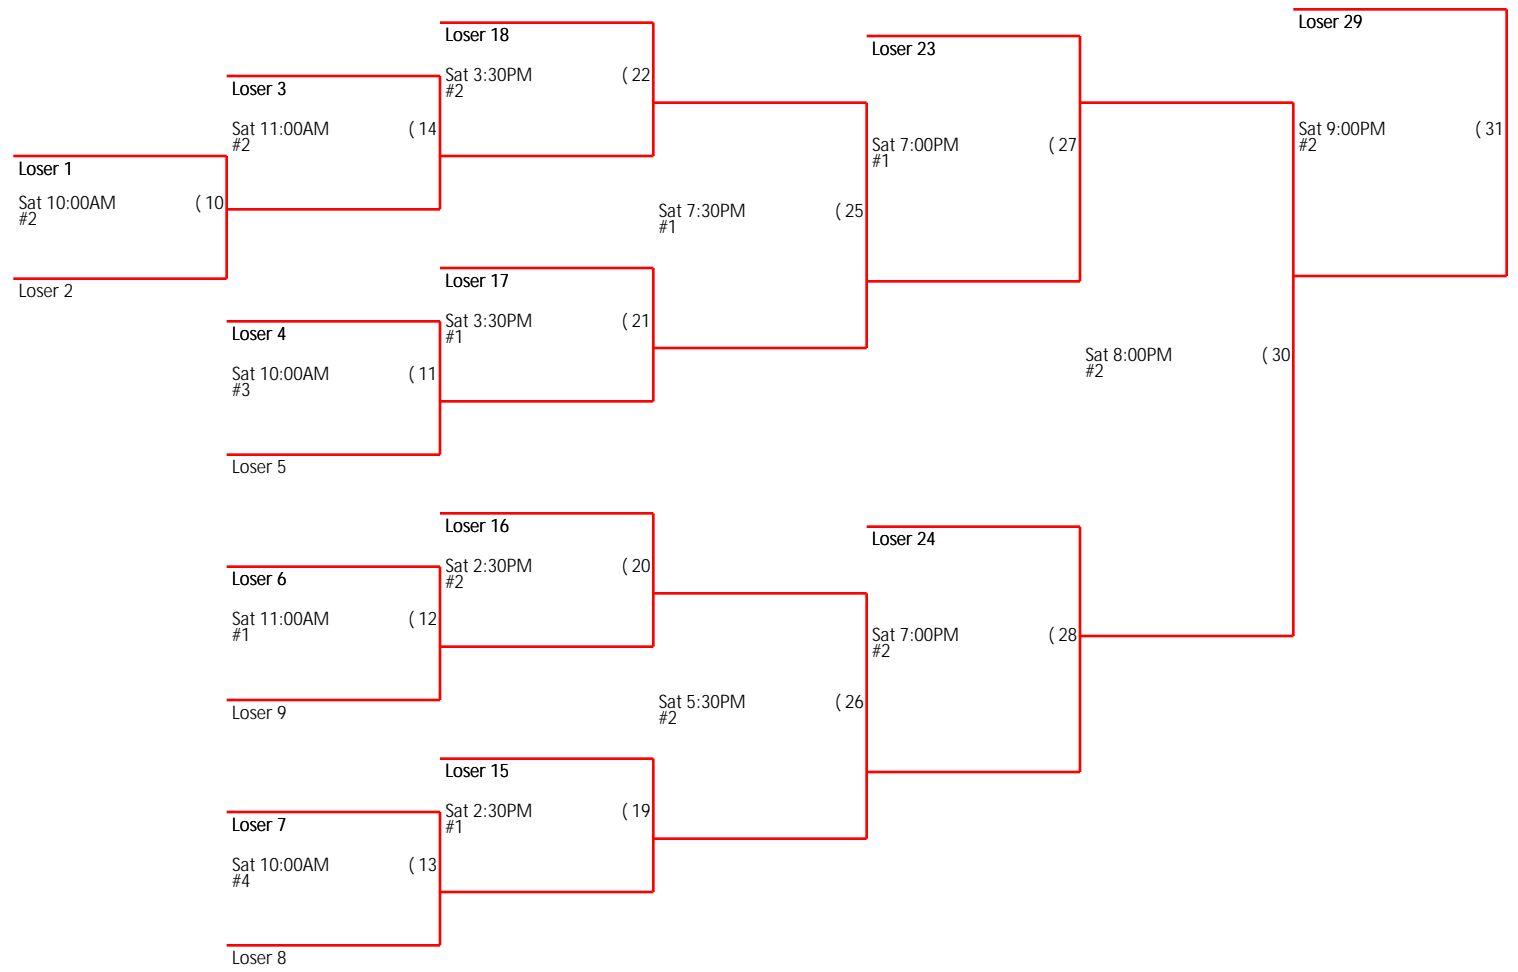 Loser 29
Loser 18
Loser 23
Sat 3:30PM ( 22
#2
Loser 3
Sat 11:00AM ( 14
#2
Sat 9:00PM ( 31
#2
Sat 7:00PM ( 27
#1
Loser 1
Sat 10:00AM ( 10
#2
Sat 7:30PM ( 25
#1
Loser 17
Loser 2
Sat 3:30PM ( 21
#1
Loser 4
Sat 8:00PM ( 30
#2
Sat 10:00AM ( 11
#3
Loser 5
Loser 16
Loser 24
Sat 2:30PM ( 20
#2
Loser 6
Sat 11:00AM ( 12
#1
Sat 7:00PM ( 28
#2
Sat 5:30PM ( 26
#2
Loser 9
Loser 15
Sat 2:30PM ( 19
#1
Loser 7
Sat 10:00AM ( 13
#4
Loser 8